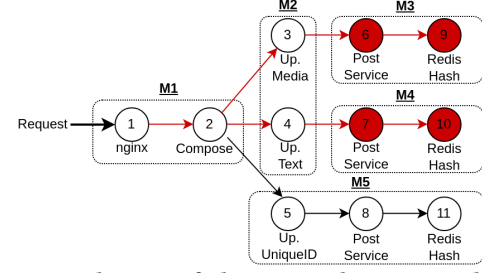 M2
M3
3
6
9
Up.
Media
Post
Service
Redis
Hash
M1
M4
Request
1
2
4
7
10
nginx
Compose
Up.
Text
Post
Service
Redis
Hash
M5
5
8
11
Up.
UniqueID
Post
Service
Redis
Hash